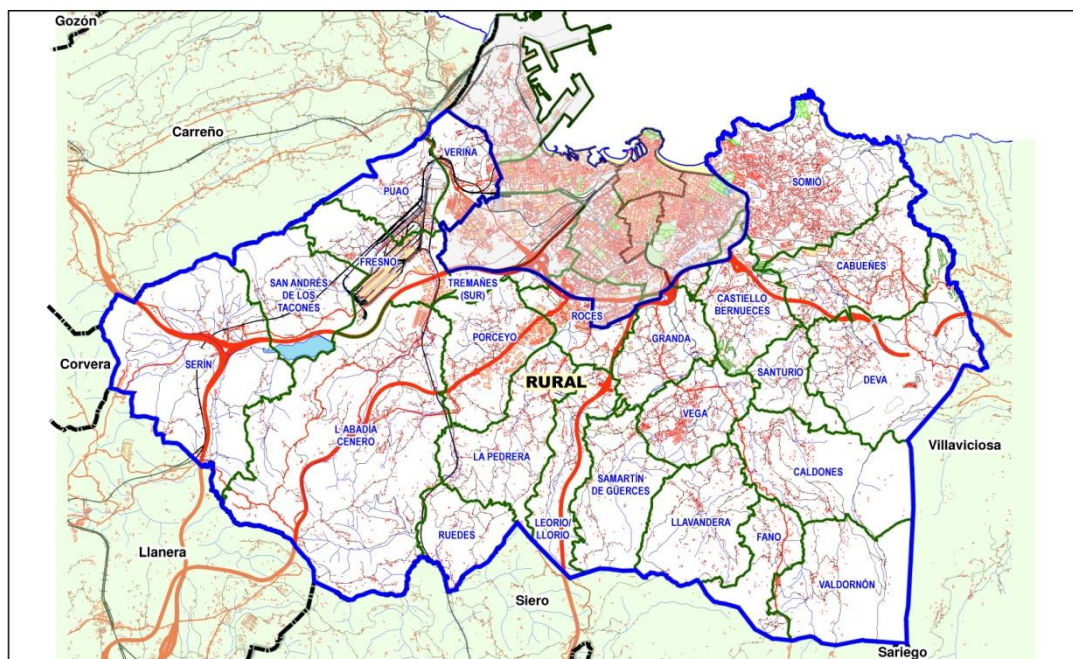 Gozón
Carreño
VERIÑA
PUAO
SOMIÓ
FRESNO
CABUEÑES
SAN ANDRÉS
DE LOS
TACONES
TREMAÑES
(SUR)
CASTIELLO
BERNUECES
ROCES
PORCEYO
GRANDA
Corvera
SERÍN
SANTURIO
DEVA
RURAL
L ABADÍA
CENERO
VEGA
Villaviciosa
LA PEDRERA
SAMARTÍN
DE GÜERCES
CALDONES
LLAVANDERA
LEORIO/
LLORIO
RUEDES
FANO
Llanera
VALDORNÓN
Siero
Sariego